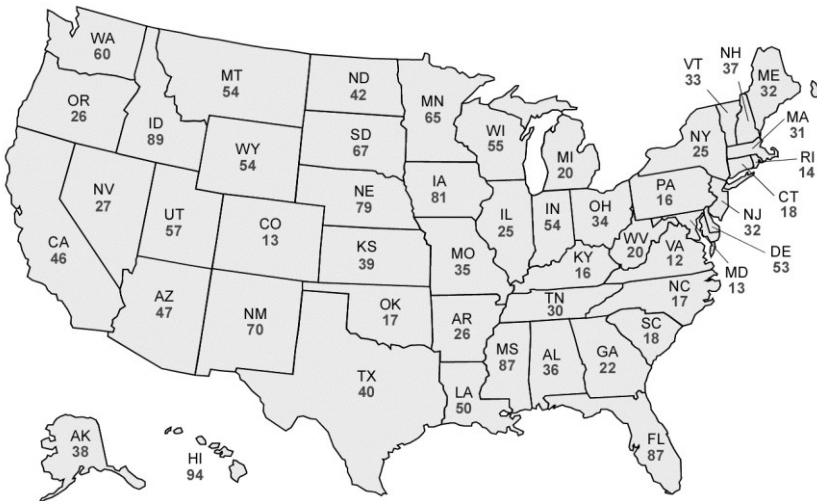 WA
60
MT
54
ND
42
MN
65
OR
26
ID
89
WY
54
SD
67
WI
55
MI
20
VT
33
NH
37
ME
32
MA
31
NY
25
RI
14
CT
18
NV
27
UT
57
CO
13
NE
79
IA
81
IL
25
IN
54
OH
34
PA
16
NJ
32
CA
46
KS
39
MO
35
KY
16
WV
20
VA
12
DE
53
MD
13
AZ
47
NM
70
OK
17
AR
26
TN
30
NC
17
SC
18
TX
40
LA
50
MS
87
AL
36
GA
22
FL
87
AK
38
HI
94